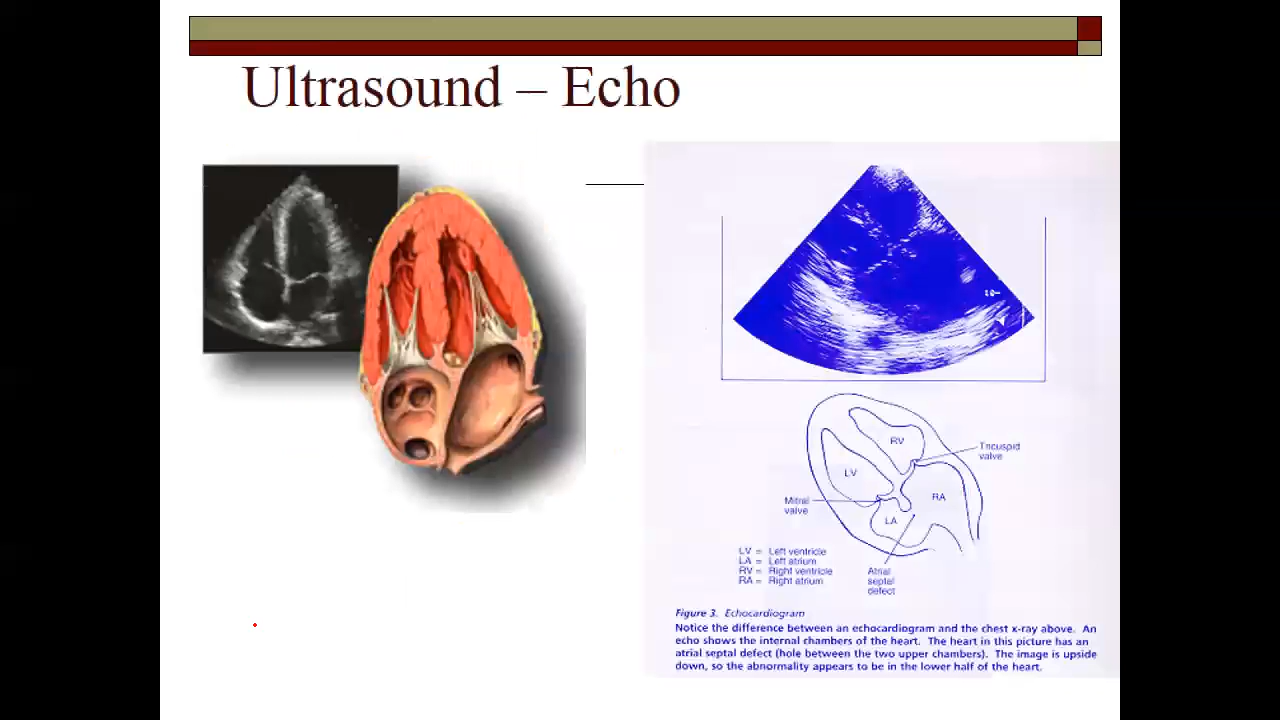 Ultrasound – Echo
RV
Tricuspid
valve
LV
RA
Mitral
valve
LA
LV = Left ventricle
LA = Left atrium
RV = Right ventricle
RA = Right atrium
Atrial
septal
defect
Figure 3. Echocardiogram
Notice the difference between an echocardiogram and the chest x-ray above. An
echo shows the internal chambers of the heart. The heart in this picture has an
atrial septal defect (hole between the two upper chambers). The image is upside
down, so the abnormality appears to be in the lower half of the heart.